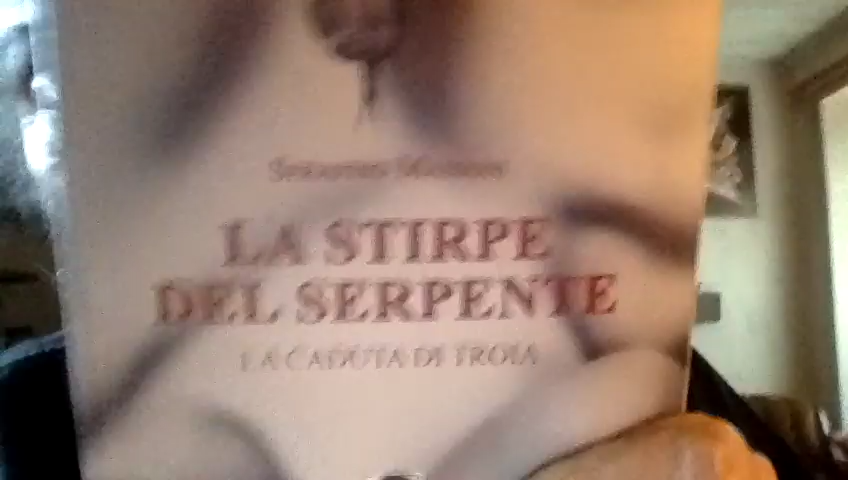 LA STIRPE
DEL SERPENTE
LA CADUTA DI TROIA